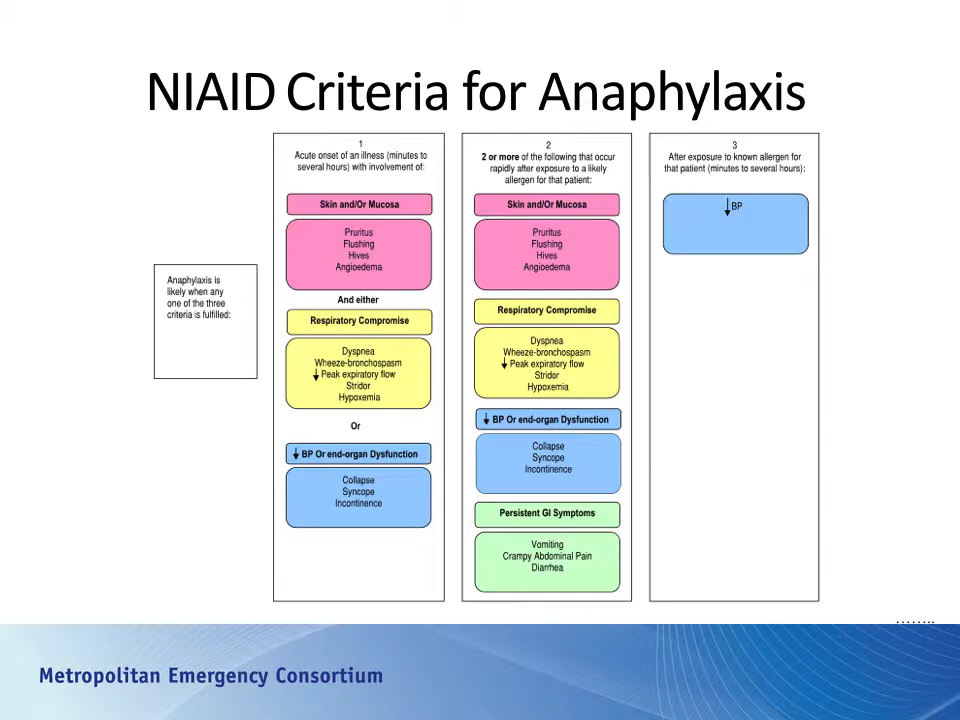 NIAID Criteria for Anaphylaxis
Anaphylaxis is
likely when any
one of the three
criteria is fulfilled:
1
Acute onset of an illness (minutes to
several hours) with involvement of:
Skin and/Or Mucosa
Pruritus
Flushing
Hives
Angioedema
And either
Respiratory Compromise
Dyspnea
Wheeze-bronchospasm
↓ Peak expiratory flow
Stridor
Hypoxemia
Or
↓ BP Or end-organ Dysfunction
Collapse
Syncope
Incontinence
2
2 or more of the following that occur
rapidly after exposure to a likely
allergen for that patient:
Skin and/Or Mucosa
Pruritus
Flushing
Hives
Angioedema
Respiratory Compromise
Dyspnea
Wheeze-bronchospasm
↓ Peak expiratory flow
Stridor
Hypoxemia
↓ BP Or end-organ Dysfunction
Collapse
Syncope
Incontinence
Persistent GI Symptoms
Vomiting
Crampy Abdominal Pain
Diarrhea
3
After exposure to known allergen for
that patient (minutes to several hours):
↓ BP
Metropolitan Emergency Consortium